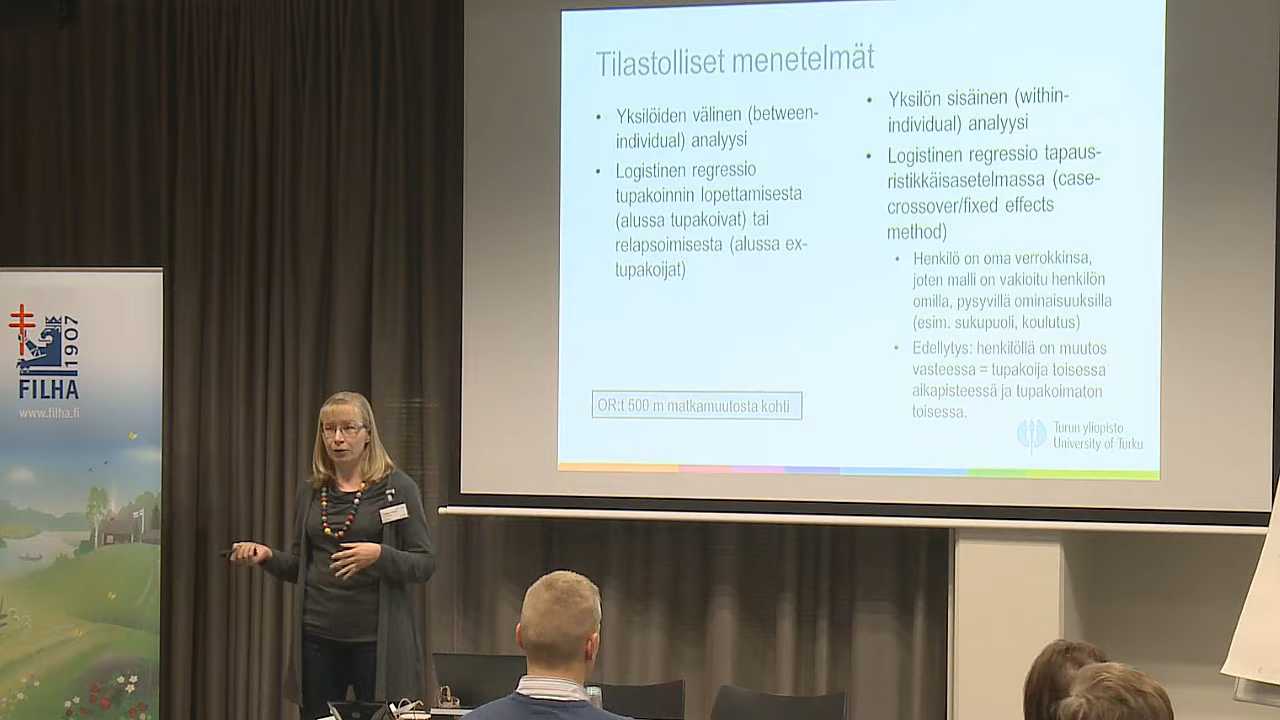 Tilastolliset menetelmät
• Yksilöiden välinen (between-
individual) analyysi
• Logistinen regressio
tupakoinnin lopettamisesta
(alussa tupakoivat) tai
relapsoimisesta (alussa ex-
tupakoijat)
OR:t 500 m matkamuutosta kohti
• Yksilön sisäinen (within-
individual) analyysi
• Logistinen regressio tapaus-
ristikkäisasetelmassa (case-
crossover/fixed effects
method)
• Henkilö on oma verrokkinsa,
joten malli on vakioitu henkilön
omilla, pysyvillä ominaisuuksilla
(esim. sukupuoli, koulutus)
• Edellytys: henkilöllä on muutos
vasteessa = tupakoija toisessa
aikapisteessä ja tupakoimaton
toisessa.
Turun yliopisto
University of Turku
1907
FILHA
www.filha.fi